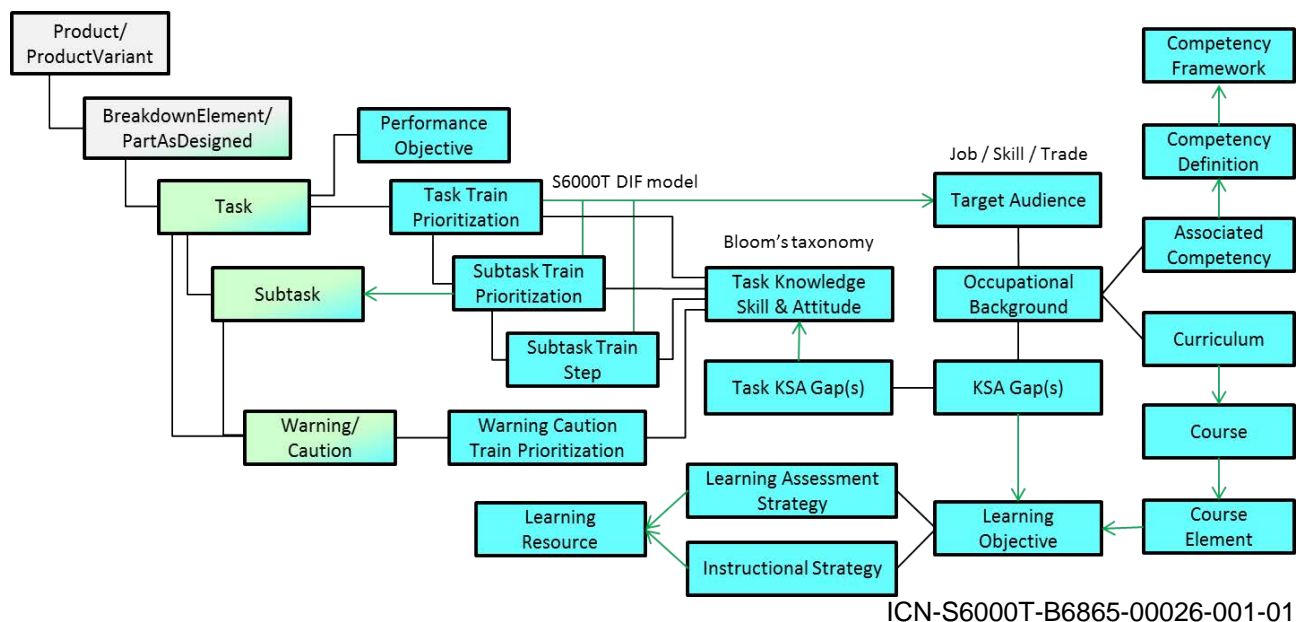 Product/
ProductVariant
BreakdownElement/
PartAsDesigned
Performance
Objective
Task
Task Train
Prioritization
S6000T DIF model
Subtask
Subtask Train
Prioritization
Subtask Train
Step
Warning/
Caution
Warning Caution
Train Prioritization
Bloom's taxonomy
Task Knowledge
Skill & Attitude
Task KSA Gap(s)
Job / Skill / Trade
Target Audience
Occupational
Background
KSA Gap(s)
Competency
Framework
Competency
Definition
Associated
Competency
Curriculum
Course
Course
Element
Learning
Objective
Learning Assessment
Strategy
Instructional Strategy
Learning
Resource
ICN-S6000T-B6865-00026-001-01